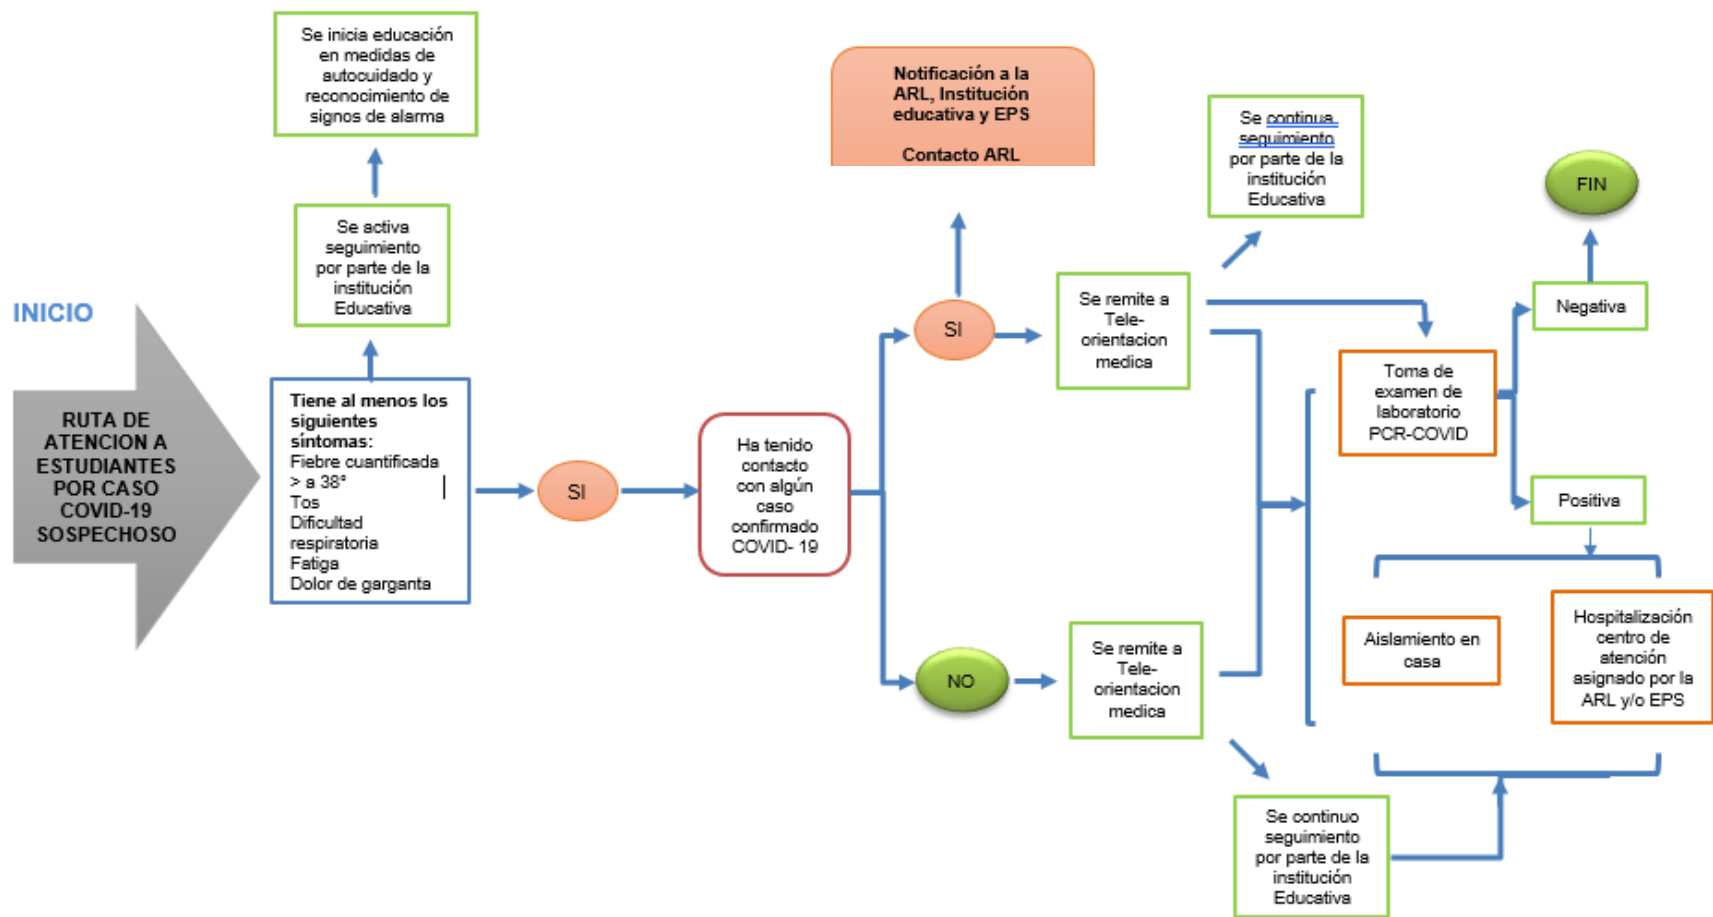 INICIO
RUTA DE
ATENCION A
ESTUDIANTES
POR CASO
COVID-19
SOSPECHOSO
Se inicia educación
en medidas de
autocuidado y
reconocimiento de
signos de alarma
Se activa
seguimiento
por parte de la
institución
Educativa
Tiene al menos los
siguientes
síntomas:
Fiebre cuantificada
> a 38°
Tos
Dificultad
respiratoria
Fatiga
Dolor de garganta
SI
Ha tenido
contacto
con algún
caso
confirmado
COVID- 19
Notificación a la
ARL, Institución
educativa y EPS
Contacto ARL
SI
Se remite a
Tele-
orientacion
medica
Se continua
seguimiento
por parte de la
institución
Educativa
NO
Se remite a
Tele-
orientacion
medica
Se continuo
seguimiento
por parte de la
institución
Educativa
Toma de
examen de
laboratorio
PCR-COVID
Negativa
FIN
Positiva
Aislamiento en
casa
Hospitalización
centro de
atención
asignado por la
ARL y/o EPS